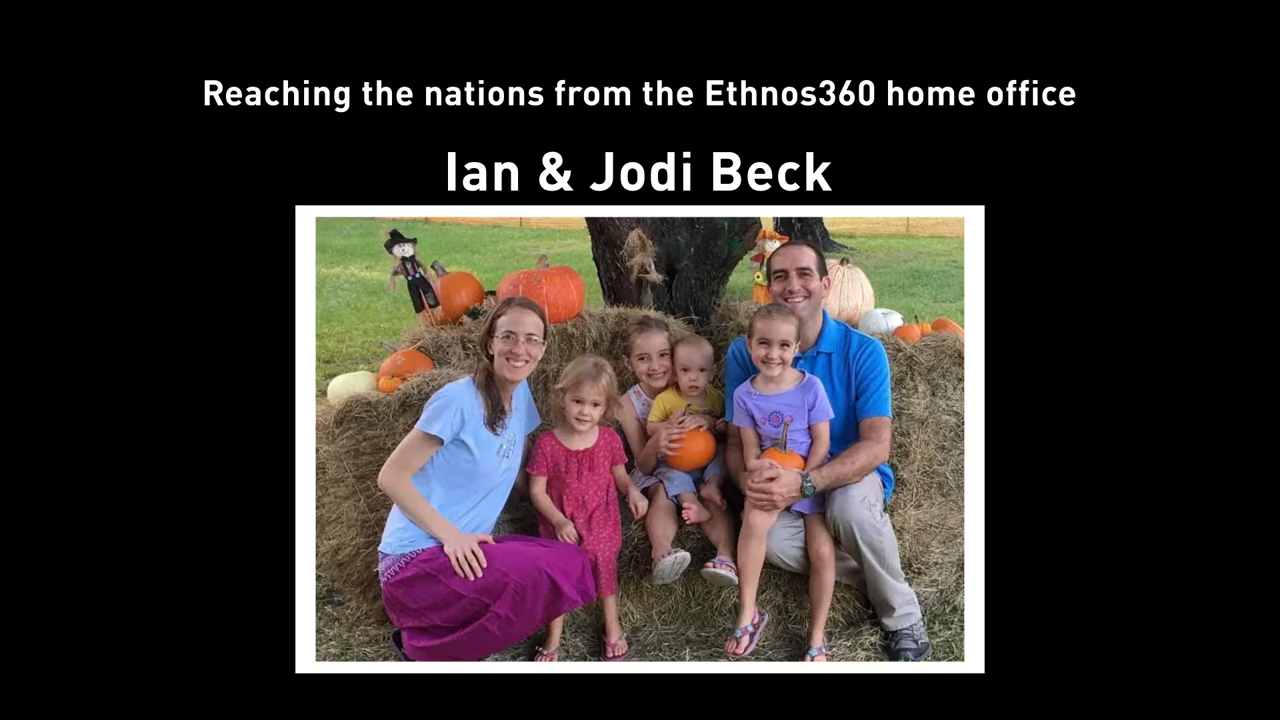 Reaching the nations from the Ethnos360 home office
Ian & Jodi Beck